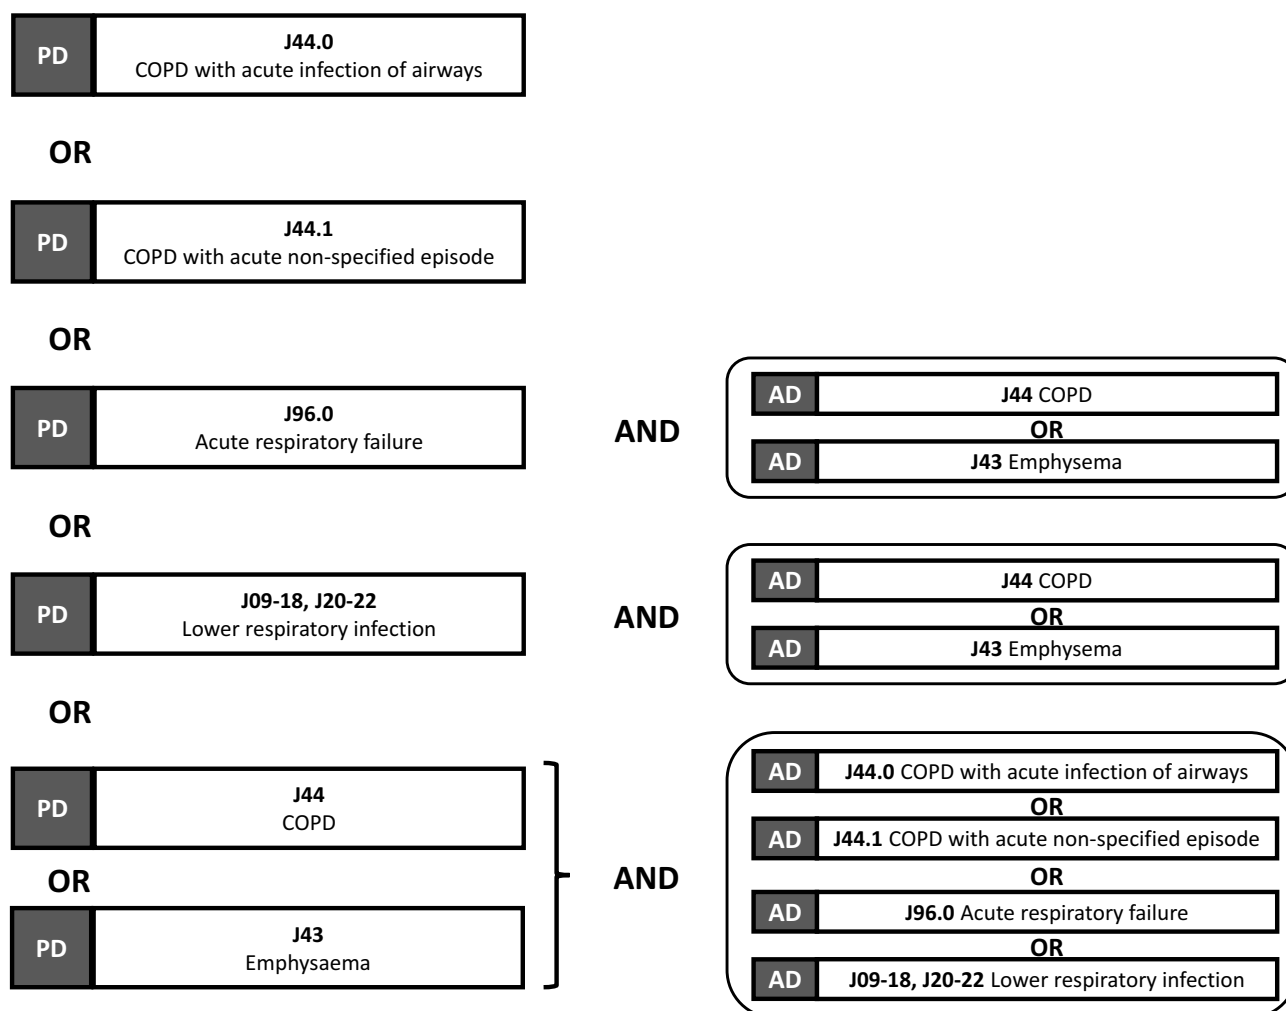 PD
J44.0
COPD with acute infection of airways
OR
PD
J44.1
COPD with acute non-specified episode
OR
PD
J96.0
Acute respiratory failure
AND
AD
J44 COPD
OR
AD
J43 Emphysema
OR
PD
J09-18, J20-22
Lower respiratory infection
AND
AD
J44 COPD
OR
AD
J43 Emphysema
OR
PD
J44
COPD
OR
PD
J43
Emphysaema
AND
AD
J44.0 COPD with acute infection of airways
OR
AD
J44.1 COPD with acute non-specified episode
OR
AD
J96.0 Acute respiratory failure
OR
AD
J09-18, J20-22 Lower respiratory infection